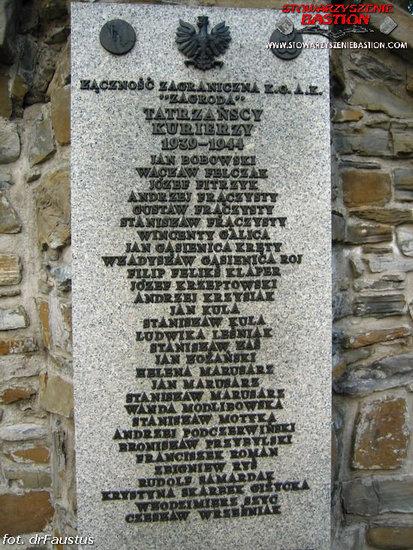 STOWARZYSZENIE
BASTION
WWW.STOWARZYSZENIEBASTION.COM
ŁĄCZNOŚĆ ZAGRANICZNA K.G. A.K.
"ZAGRODA"
TATRZAŃSCY
KURIERZY
1939-1944
JAN BOBOWSKI
WACŁAW FELCZAK
JÓZEF FITRZYK
ANDRZEJ FRĄCZYSTY
GUSTAW FRĄCZYSTY
STANISŁAW FRĄCZYSTY
WINCENTY GALICA
JAN GĄSIENICA KRĘTY
WŁADYSŁAW GĄSIENICA ROJ
FILIP FELIKS KLAPER
JÓZEF KRZEPTOWSKI
ANDRZEJ KRZYSIAK
JAN KULA
STANISŁAW KULA
LUDWIKA LEŚNIAK
STANISŁAW
JAN
HELENA MARUSARZ
JAN MARUSARZ
STANISŁAW MARUSARZ
WANDA MODLIBOWSKA
STANISŁAW MOTYKA
ANDRZEJ PODCZERWIŃSKI
BRONISŁAW PRZYBYLSKI
FRANCISZEK ROMAN
ZBIGNIEW RYŚ
RUDOLF SAMARDAK
KRYSTYNA SKARBEK GIŻYCKA
WŁODZIMIERZ SZYC
CZESŁAW WRZEŚNIAK
fot. drFaustus
STOWARZYSZENIE
BASTION